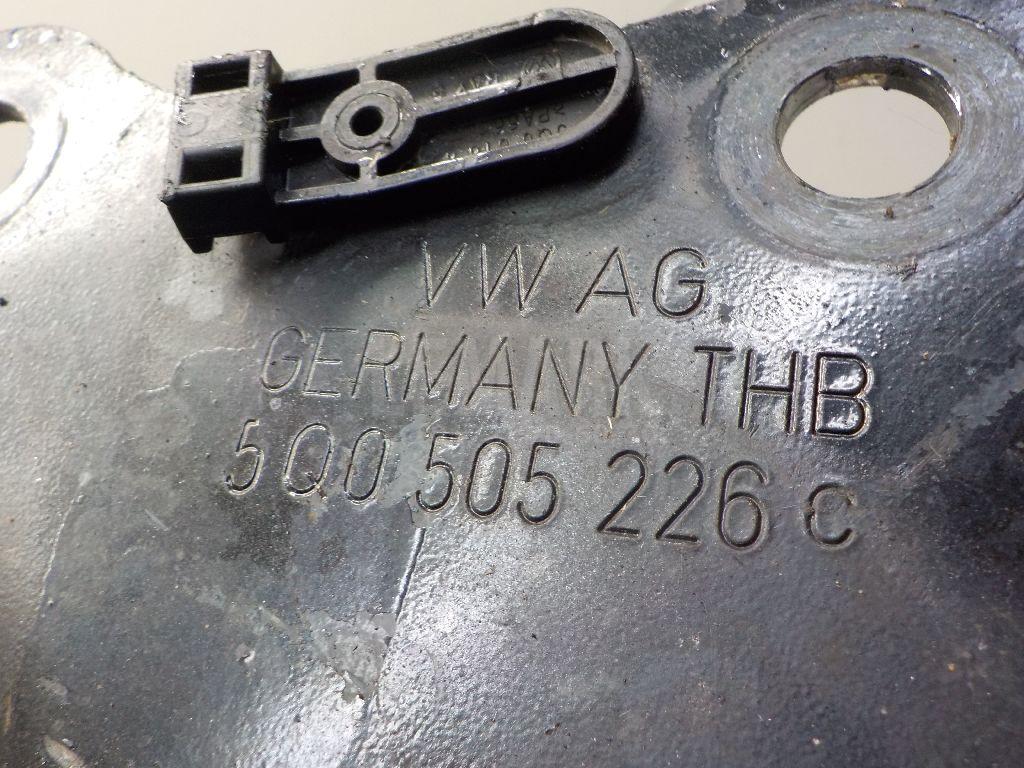 VW AG
GERMANY THB
5Q0 505 226 C